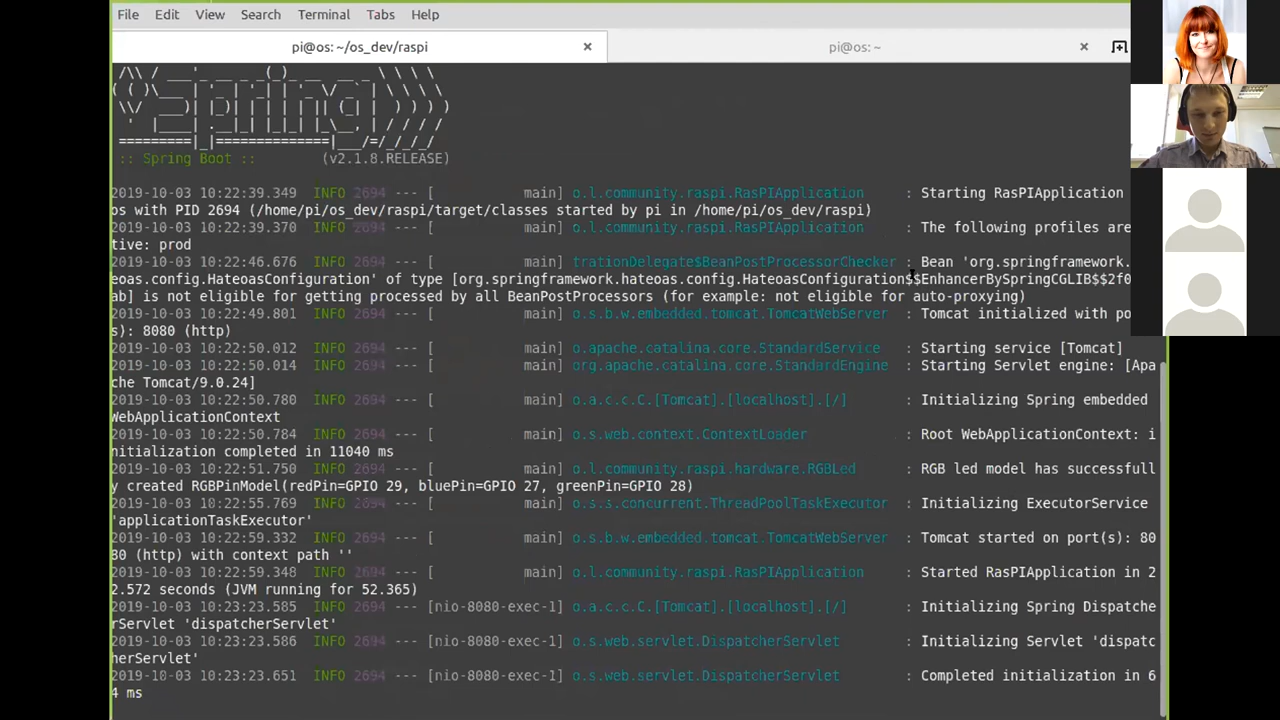 File Edit View Search Terminal Tabs Help
pi@os: ~/os_dev/raspi × pi@os: ~ ×
:: Spring Boot :: (v2.1.8.RELEASE)
2019-10-03 10:22:39.349 INFO 2694 --- [ main] o.l.community.raspi.RasPIApplication : Starting RasPIApplication
os with PID 2694 (/home/pi/os_dev/raspi/target/classes started by pi in /home/pi/os_dev/raspi)
2019-10-03 10:22:39.370 INFO 2694 --- [ main] o.l.community.raspi.RasPIApplication : The following profiles are
tive: prod
2019-10-03 10:22:46.676 INFO 2694 --- [ main] trationDelegate$BeanPostProcessorChecker : Bean 'org.springframework.
eoas.config.HateoasConfiguration' of type [org.springframework.hateoas.config.HateoasConfiguration$$EnhancerBySpringCGLIB$$2f0
ab] is not eligible for getting processed by all BeanPostProcessors (for example: not eligible for auto-proxying)
2019-10-03 10:22:49.801 INFO 2694 --- [ main] o.s.b.w.embedded.tomcat.TomcatWebServer : Tomcat initialized with po
s): 8080 (http)
2019-10-03 10:22:50.012 INFO 2694 --- [ main] o.apache.catalina.core.StandardService : Starting service [Tomcat]
2019-10-03 10:22:50.014 INFO 2694 --- [ main] org.apache.catalina.core.StandardEngine : Starting Servlet engine: [Apa
che Tomcat/9.0.24]
2019-10-03 10:22:50.780 INFO 2694 --- [ main] o.a.c.c.C.[Tomcat].[localhost].[/] : Initializing Spring embedded
WebApplicationContext
2019-10-03 10:22:50.784 INFO 2694 --- [ main] o.s.web.context.ContextLoader : Root WebApplicationContext: i
nitialization completed in 11040 ms
2019-10-03 10:22:51.750 INFO 2694 --- [ main] o.l.community.raspi.hardware.RGBLed : RGB led model has successfull
y created RGBPinModel(redPin=GPIO 29, bluePin=GPIO 27, greenPin=GPIO 28)
2019-10-03 10:22:55.769 INFO 2694 --- [ main] o.s.s.concurrent.ThreadPoolTaskExecutor : Initializing ExecutorService
'applicationTaskExecutor'
2019-10-03 10:22:59.332 INFO 2694 --- [ main] o.s.b.w.embedded.tomcat.TomcatWebServer : Tomcat started on port(s): 80
80 (http) with context path ''
2019-10-03 10:22:59.348 INFO 2694 --- [ main] o.l.community.raspi.RasPIApplication : Started RasPIApplication in 2
2.572 seconds (JVM running for 52.365)
2019-10-03 10:23:23.585 INFO 2694 --- [nio-8080-exec-1] o.a.c.c.C.[Tomcat].[localhost].[/] : Initializing Spring Dispatche
rServlet 'dispatcherServlet'
2019-10-03 10:23:23.586 INFO 2694 --- [nio-8080-exec-1] o.s.web.servlet.DispatcherServlet : Initializing Servlet 'dispatc
herServlet'
2019-10-03 10:23:23.651 INFO 2694 --- [nio-8080-exec-1] o.s.web.servlet.DispatcherServlet : Completed initialization in 6
4 ms